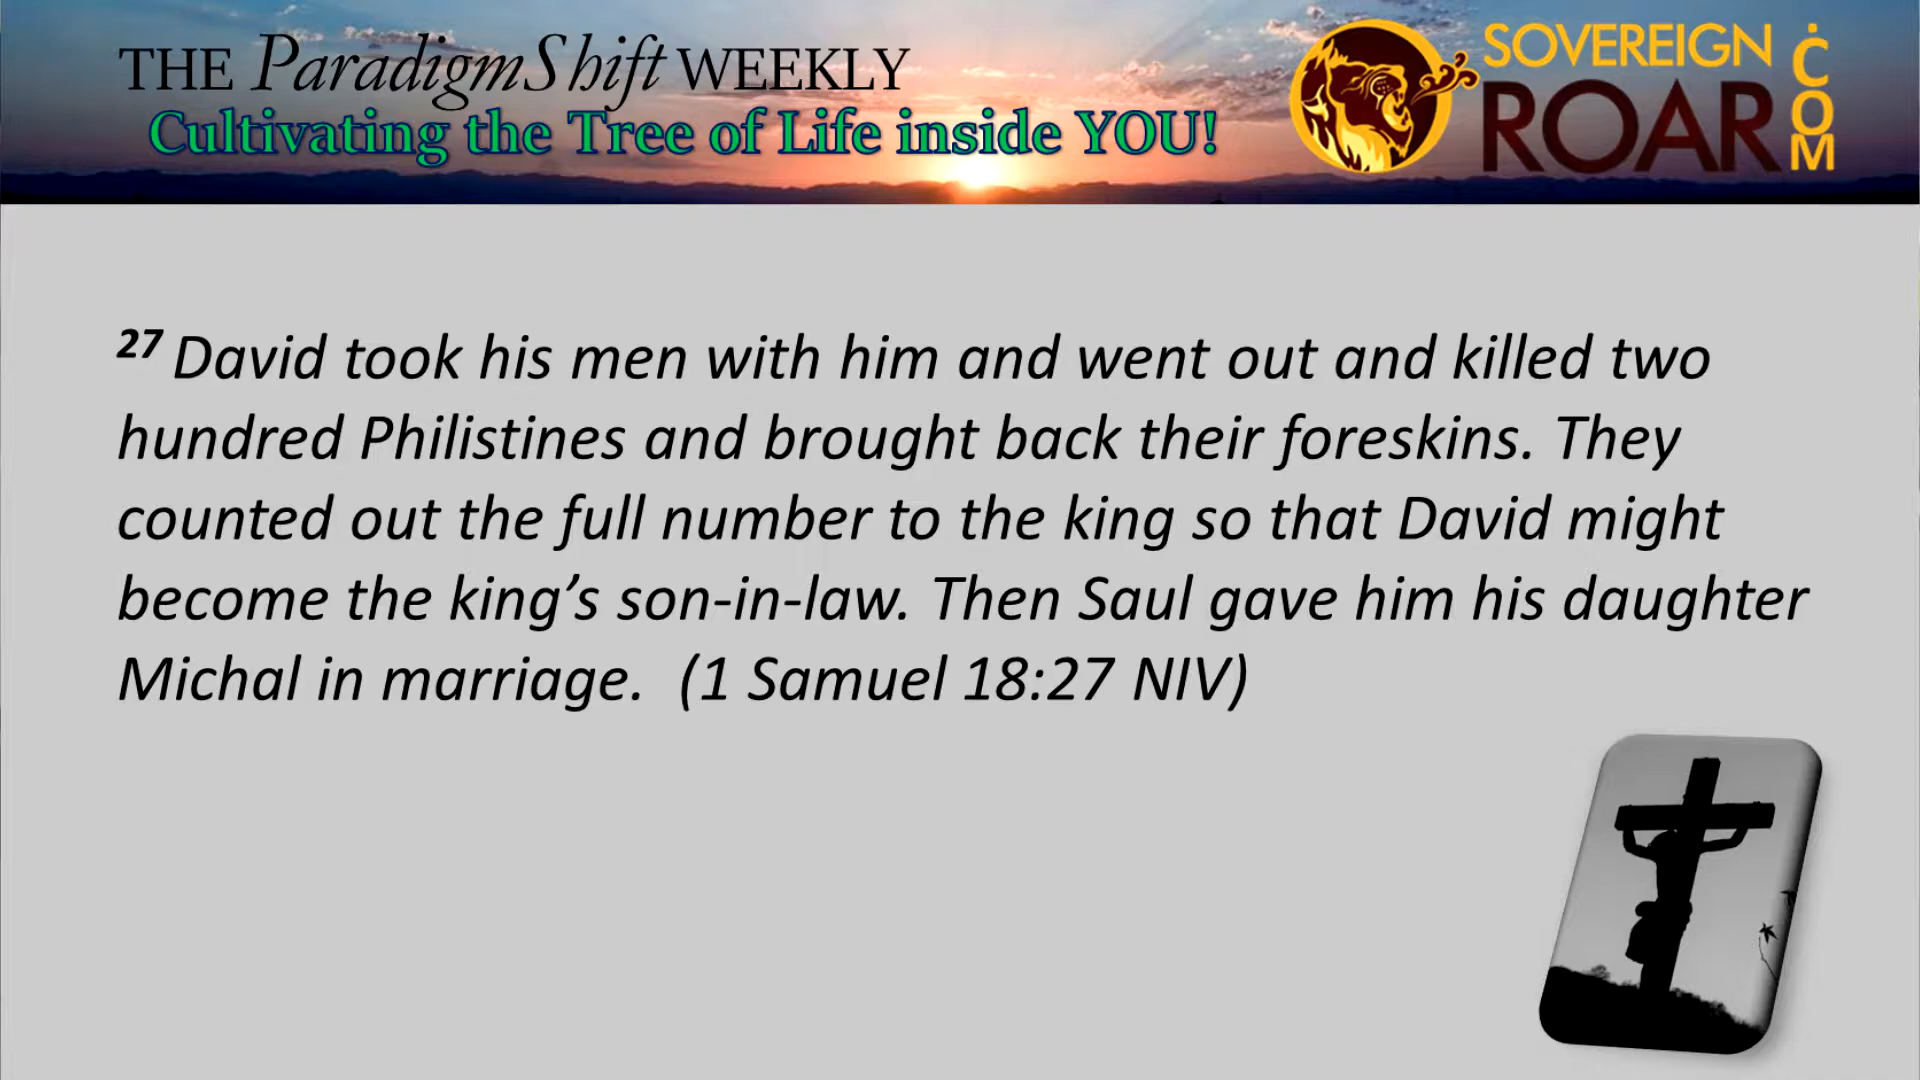 THE ParadigmShift WEEKLY
Cultivating the Tree of Life inside YOU!
SOVEREIGN
ROAR
.COM
27 David took his men with him and went out and killed two
hundred Philistines and brought back their foreskins. They
counted out the full number to the king so that David might
become the king’s son-in-law. Then Saul gave him his daughter
Michal in marriage.  (1 Samuel 18:27 NIV)